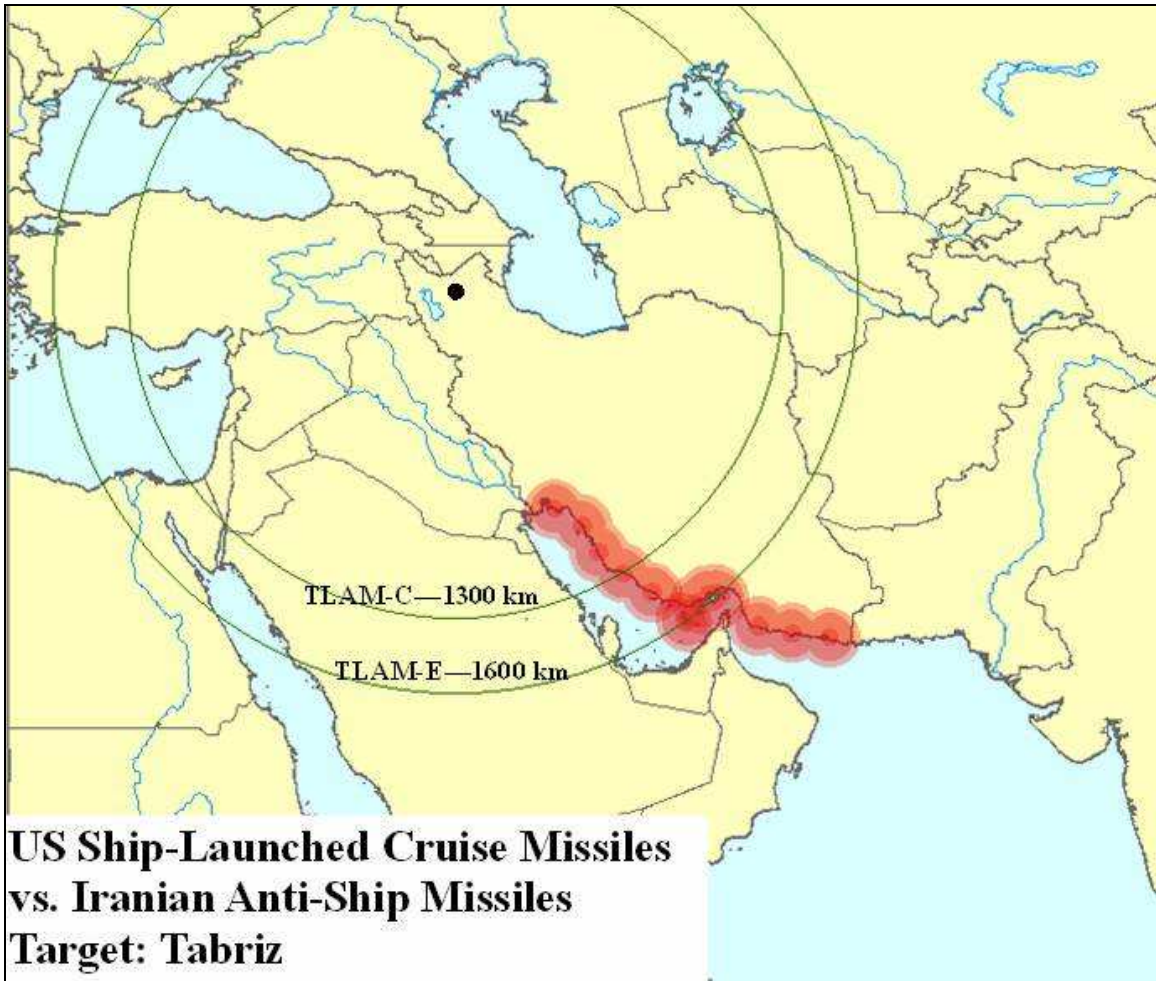 TLAM-C—1300 km
TLAM-E—1600 km
US Ship-Launched Cruise Missiles
vs. Iranian Anti-Ship Missiles
Target: Tabriz